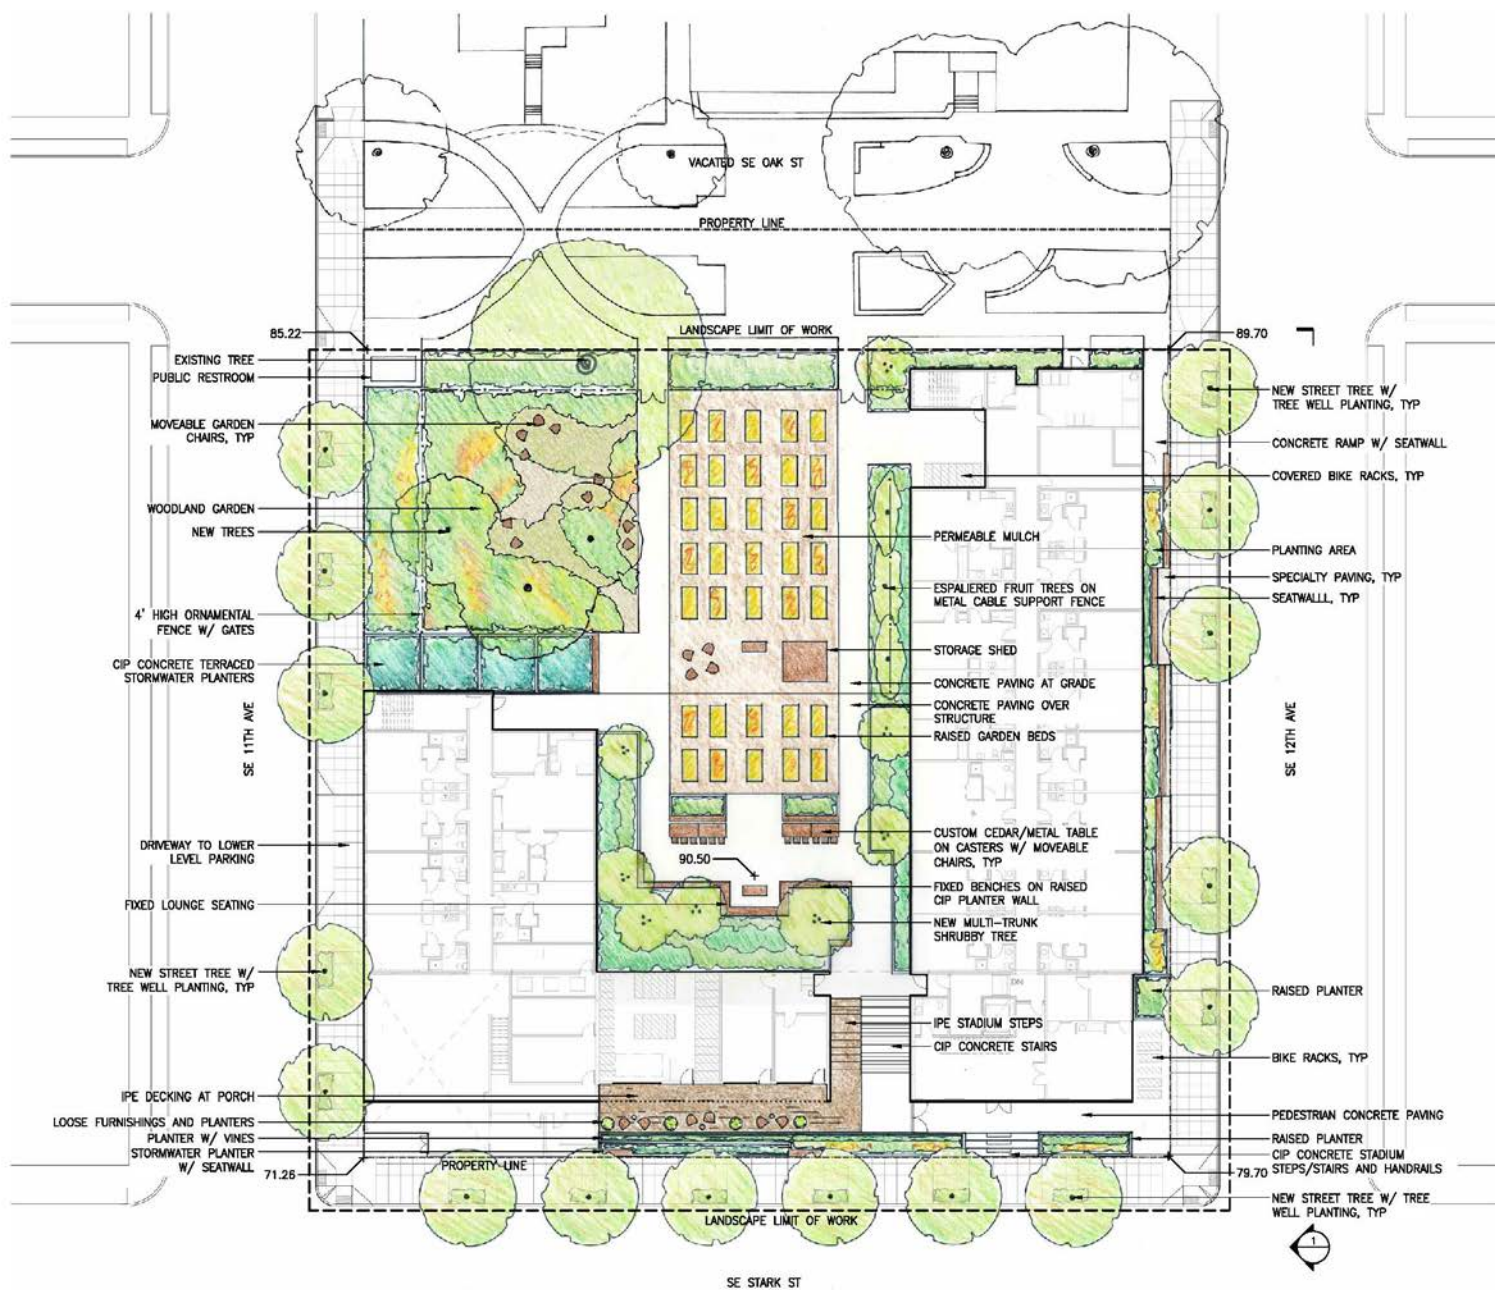 VACATED SE OAK ST
PROPERTY LINE
LANDSCAPE LIMIT OF WORK
85.22
89.70
EXISTING TREE
PUBLIC RESTROOM
MOVEABLE GARDEN
CHAIRS, TYP
WOODLAND GARDEN
NEW TREES
4' HIGH ORNAMENTAL
FENCE W/ GATES
CIP CONCRETE TERRACED
STORMWATER PLANTERS
SE 11TH AVE
DRIVEWAY TO LOWER
LEVEL PARKING
FIXED LOUNGE SEATING
NEW STREET TREE W/
TREE WELL PLANTING, TYP
IPE DECKING AT PORCH
LOOSE FURNISHINGS AND PLANTERS
PLANTER W/ VINES
STORMWATER PLANTER
W/ SEATWALL
71.25
PROPERTY LINE
PERMEABLE MULCH
ESPALIERED FRUIT TREES ON
METAL CABLE SUPPORT FENCE
STORAGE SHED
CONCRETE PAVING AT GRADE
CONCRETE PAVING OVER
STRUCTURE
RAISED GARDEN BEDS
CUSTOM CEDAR/METAL TABLE
ON CASTERS W/ MOVEABLE
CHAIRS, TYP
90.50
FIXED BENCHES ON RAISED
CIP PLANTER WALL
NEW MULTI-TRUNK
SHRUBBY TREE
DN
IPE STADIUM STEPS
CIP CONCRETE STAIRS
NEW STREET TREE W/
TREE WELL PLANTING, TYP
CONCRETE RAMP W/ SEATWALL
COVERED BIKE RACKS, TYP
PLANTING AREA
SPECIALTY PAVING, TYP
SEATWALLL, TYP
SE 12TH AVE
RAISED PLANTER
BIKE RACKS, TYP
PEDESTRIAN CONCRETE PAVING
RAISED PLANTER
CIP CONCRETE STADIUM
STEPS/STAIRS AND HANDRAILS
79.70
NEW STREET TREE W/ TREE
WELL PLANTING, TYP
LANDSCAPE LIMIT OF WORK
1
SE STARK ST